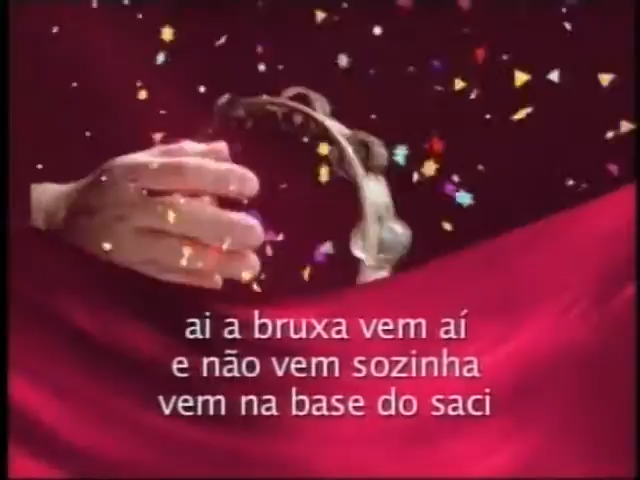 ai a bruxa vem aí
e não vem sozinha
vem na base do saci